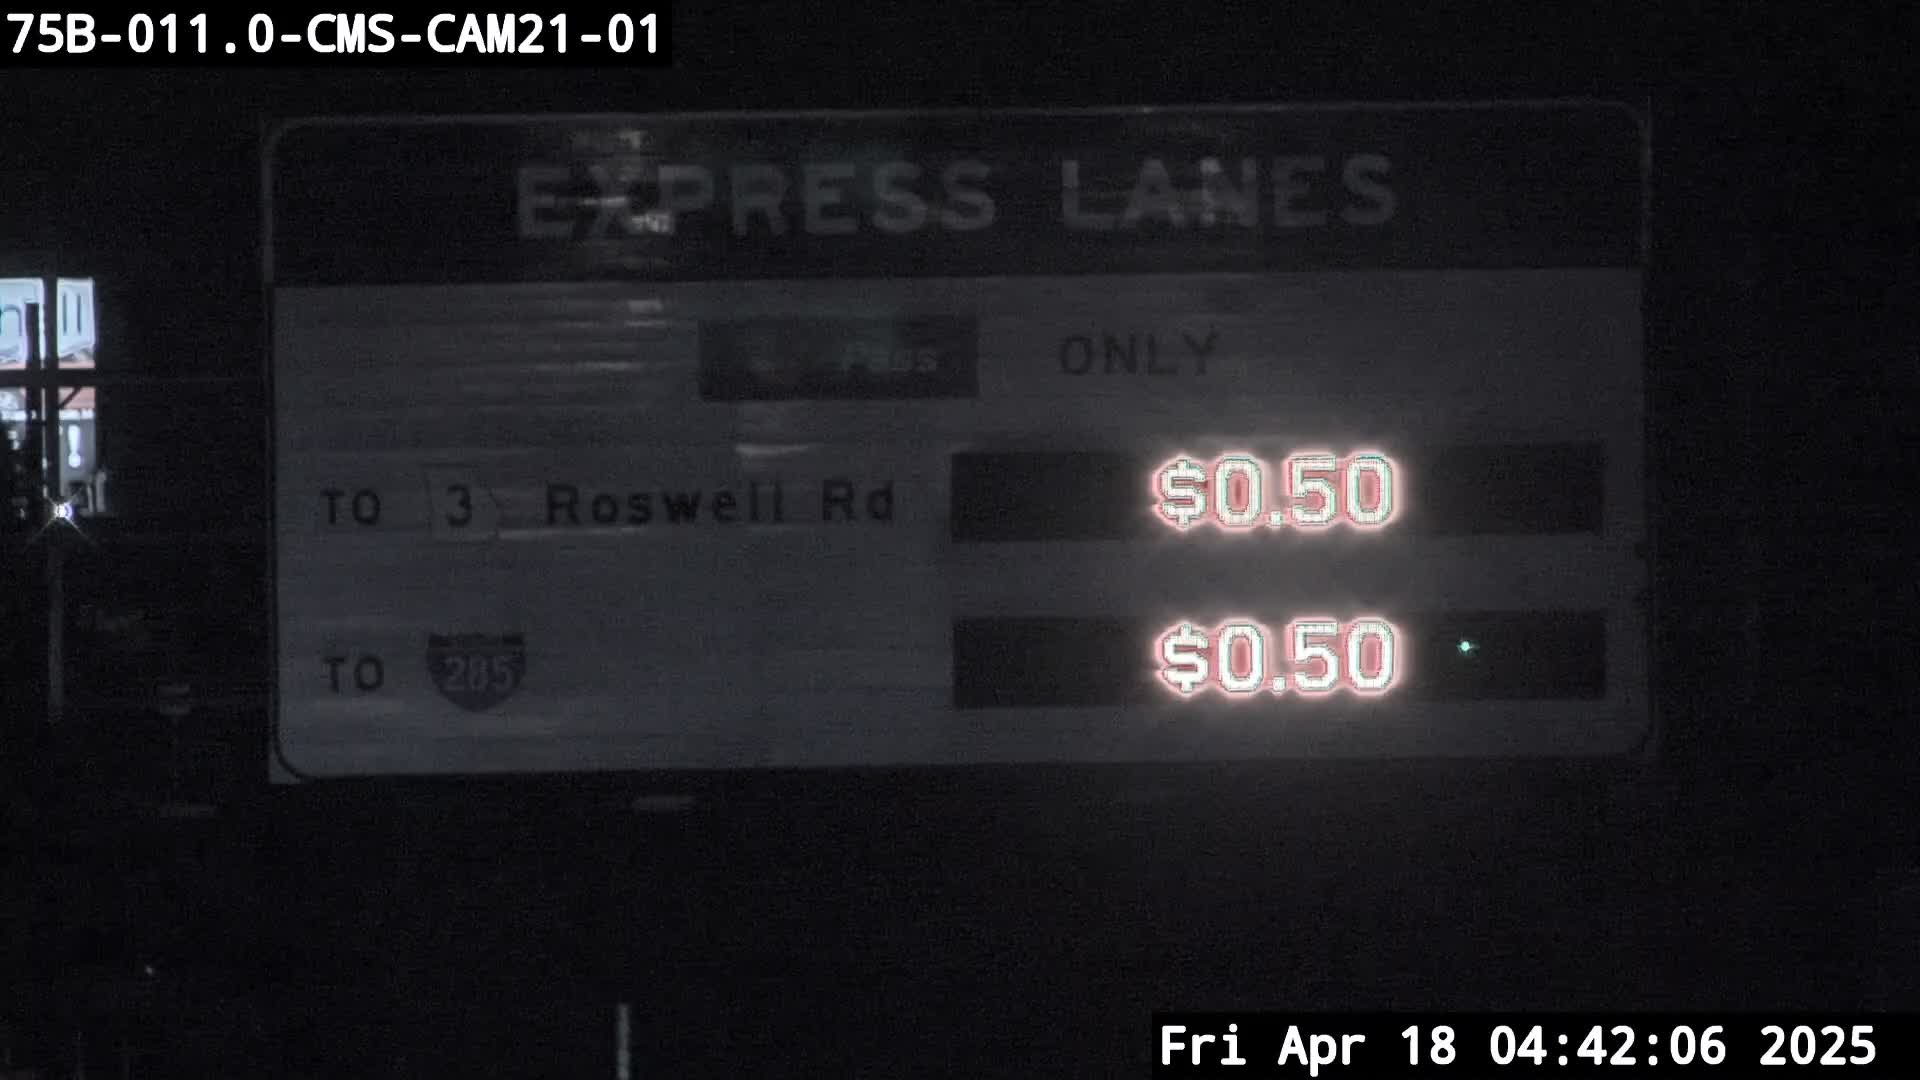 75B-011.0-CMS-CAM21-01
EXPRESS LANES
Pass ONLY
TO 3 Roswell Rd $0.50
TO 285 $0.50
Fri Apr 18 04:42:06 2025